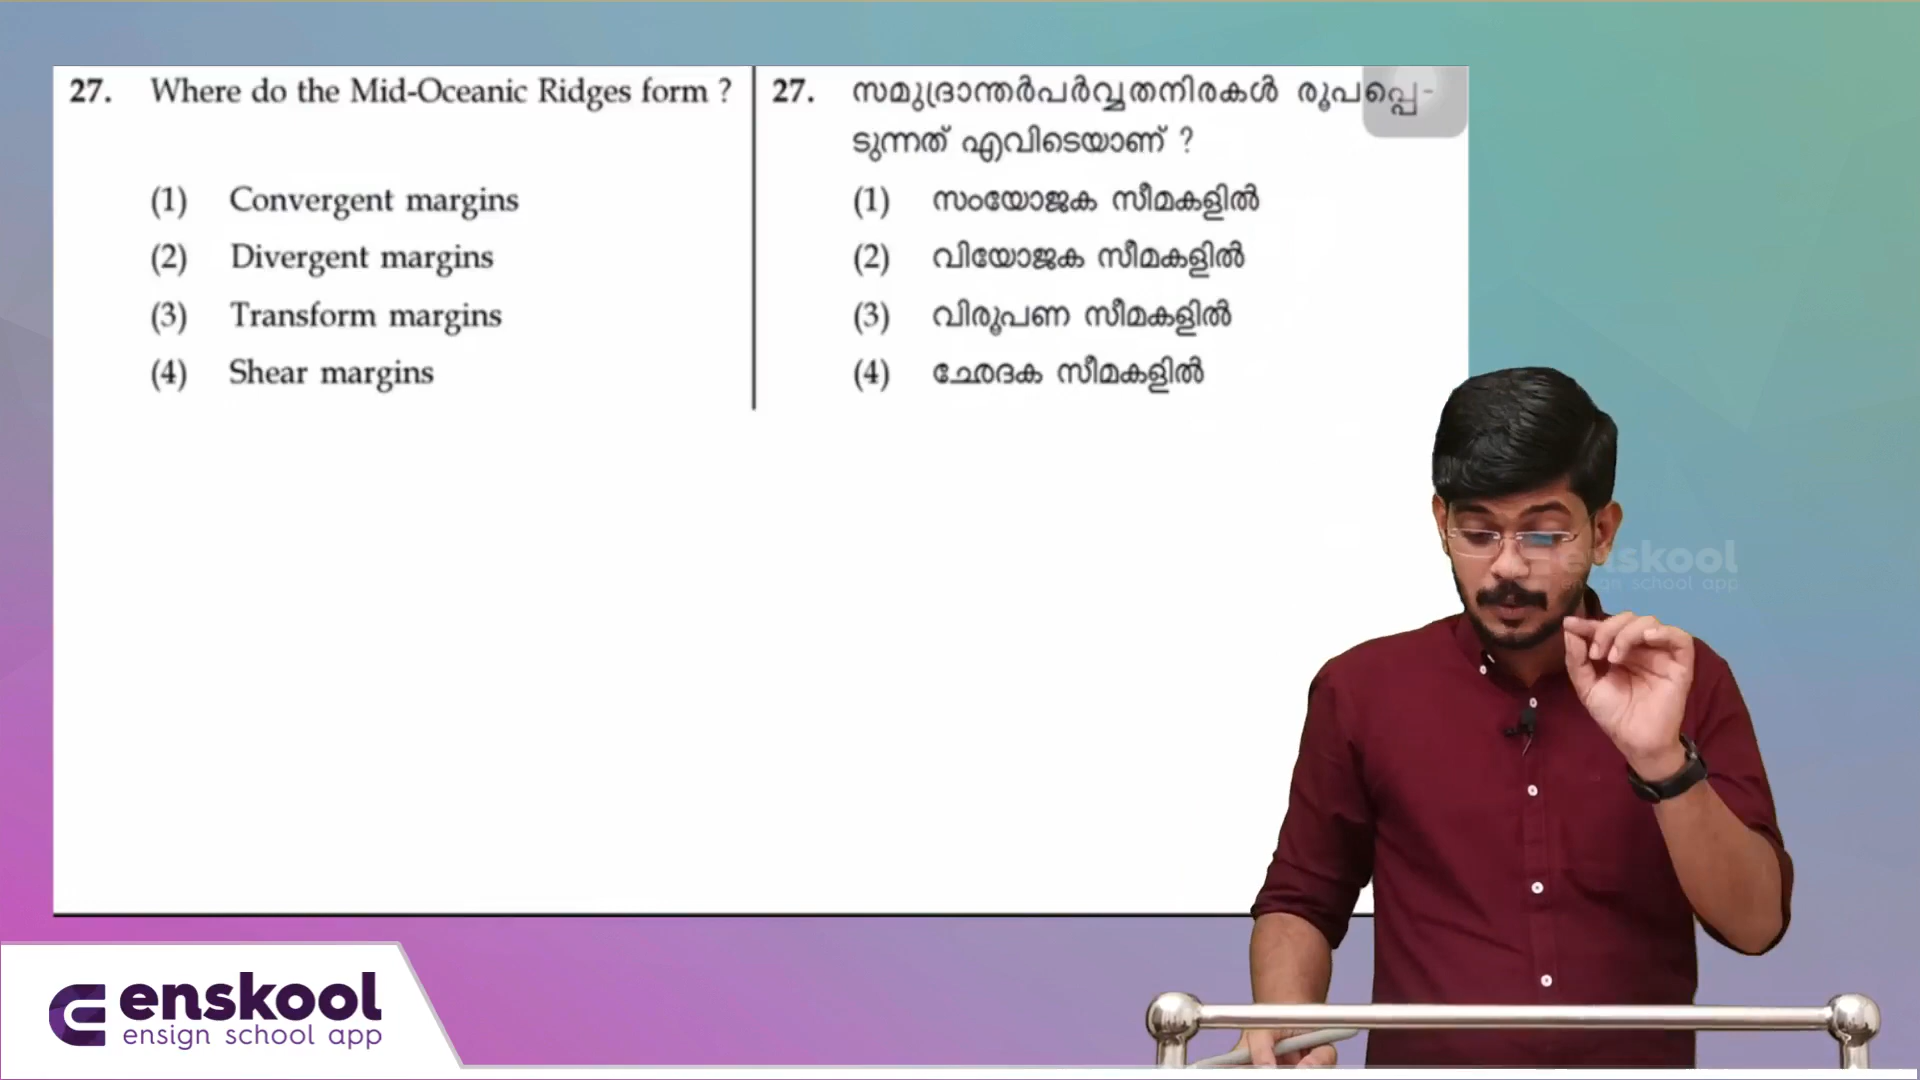 27. Where do the Mid-Oceanic Ridges form ?
(1) Convergent margins
(2) Divergent margins
(3) Transform margins
(4) Shear margins
27. സമുദ്രാന്തർപർവ്വതനിരകൾ രൂപപ്പെ-
ടുന്നത് എവിടെയാണ് ?
(1) സംയോജക സീമകളിൽ
(2) വിയോജക സീമകളിൽ
(3) വിരൂപണ സീമകളിൽ
(4) ഛേദക സീമകളിൽ
enskool
ensign school app
enskool
ensign school app